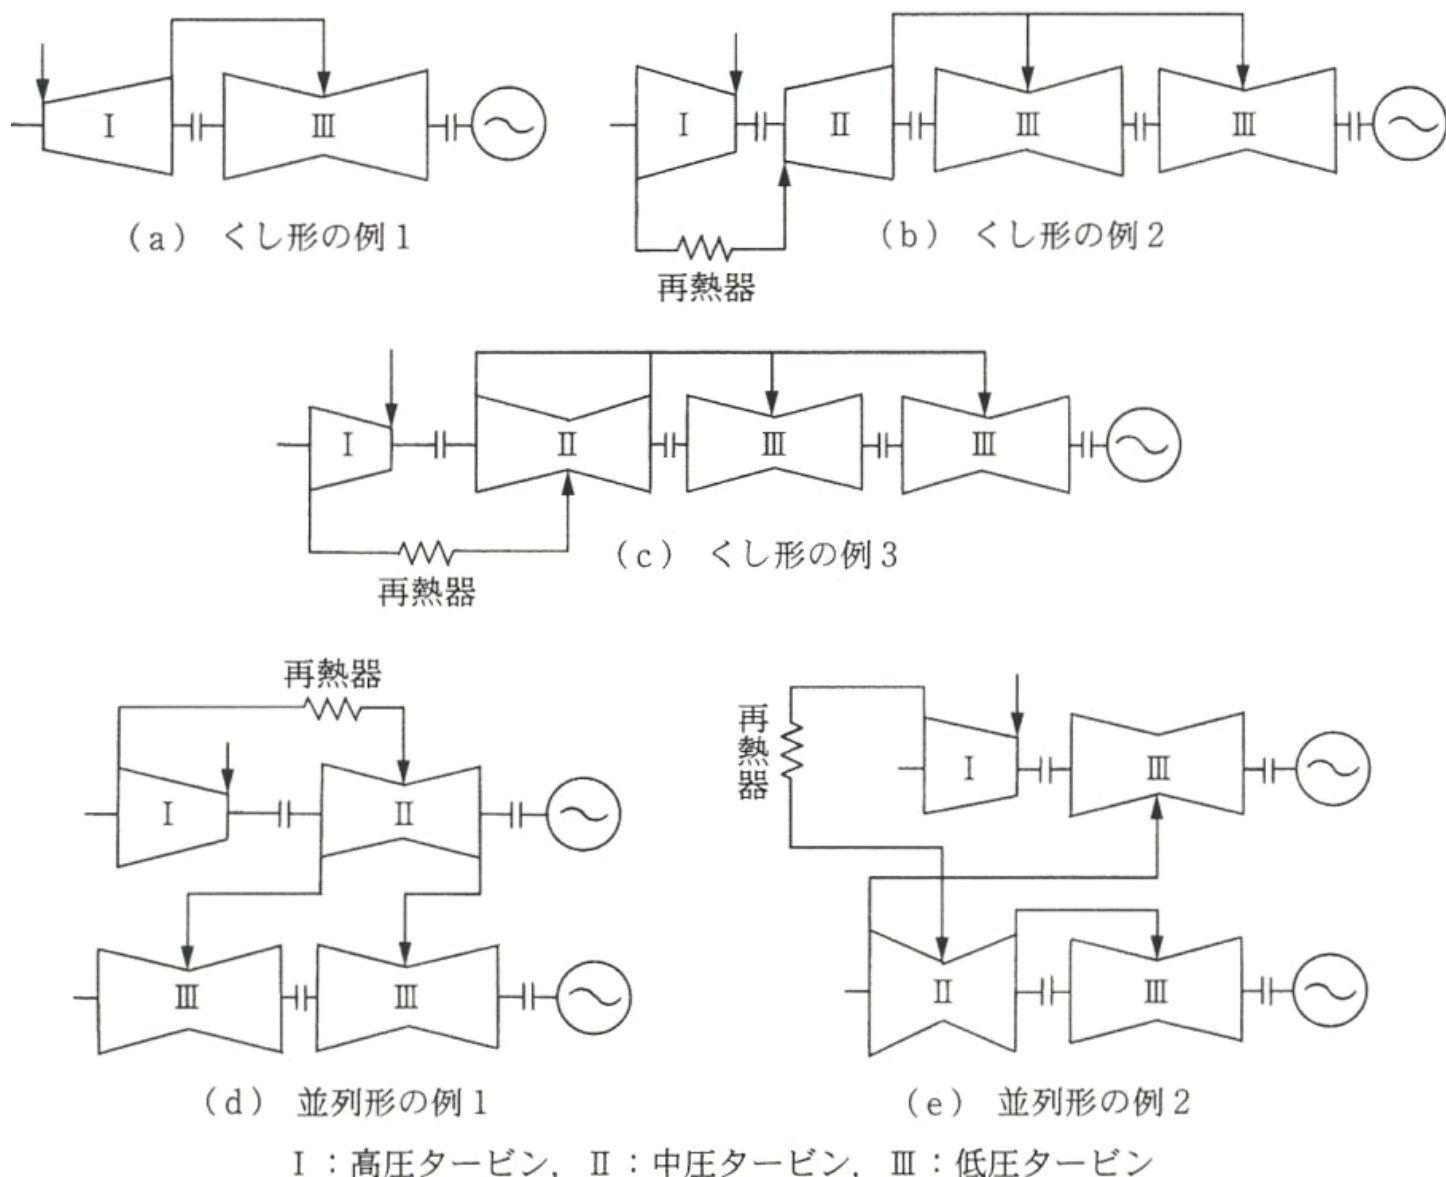 Ⅰ Ⅲ
Ⅰ Ⅱ Ⅲ Ⅲ
(a) くし形の例1
(b) くし形の例2
再熱器
Ⅰ Ⅱ Ⅲ Ⅲ
(c) くし形の例3
再熱器
再熱器
Ⅰ Ⅱ
Ⅲ Ⅲ
(d) 並列形の例1
再熱器
Ⅰ Ⅲ
Ⅱ Ⅲ
(e) 並列形の例2
Ⅰ:高圧タービン,Ⅱ:中圧タービン,Ⅲ:低圧タービン